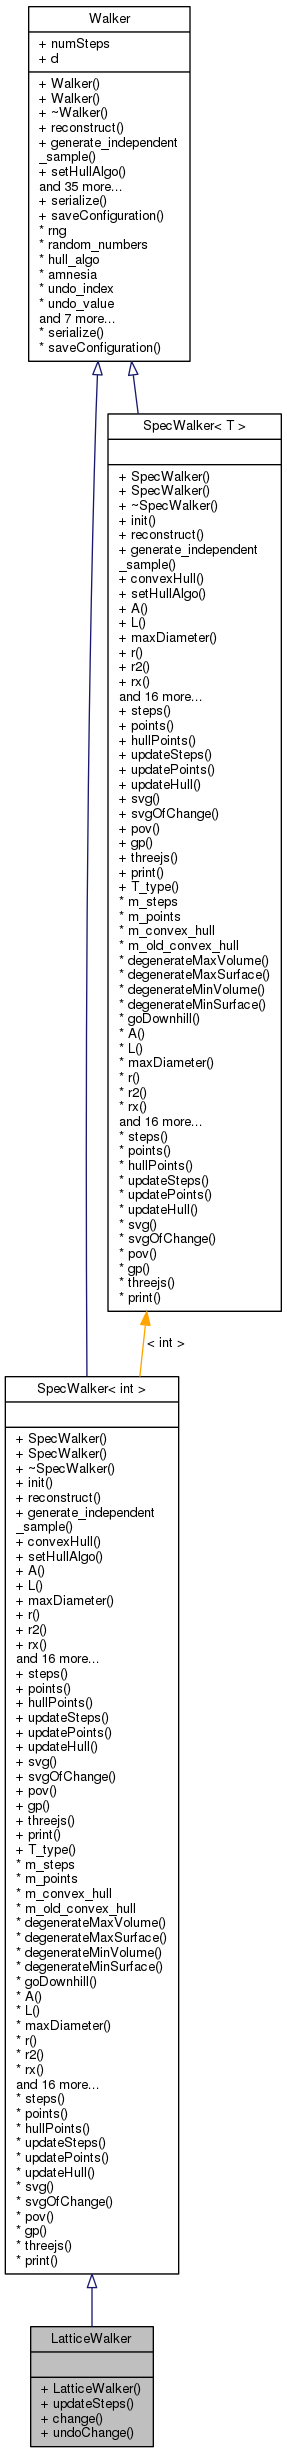 Walker
+ numSteps
+ d
+ Walker()
+ Walker()
+ ~Walker()
+ reconstruct()
+ generate_independent
_sample()
+ setHullAlgo()
and 35 more...
+ serialize()
+ saveConfiguration()
* rng
* random_numbers
* hull_algo
* amnesia
* undo_index
* undo_value
and 7 more...
* serialize()
* saveConfiguration()
SpecWalker< T >
+ SpecWalker()
+ SpecWalker()
+ ~SpecWalker()
+ init()
+ reconstruct()
+ generate_independent
_sample()
+ convexHull()
+ setHullAlgo()
+ A()
+ L()
+ maxDiameter()
+ r()
+ r2()
+ rx()
and 16 more...
+ steps()
+ points()
+ hullPoints()
+ updateSteps()
+ updatePoints()
+ updateHull()
+ svg()
+ svgOfChange()
+ pov()
+ gp()
+ threejs()
+ print()
+ T_type()
* m_steps
* m_points
* m_convex_hull
* m_old_convex_hull
* degenerateMaxVolume()
* degenerateMaxSurface()
* degenerateMinVolume()
* degenerateMinSurface()
* goDownhill()
* A()
* L()
* maxDiameter()
* r()
* r2()
* rx()
and 16 more...
* steps()
* points()
* hullPoints()
* updateSteps()
* updatePoints()
* updateHull()
* svg()
* svgOfChange()
* pov()
* gp()
* threejs()
* print()
< int >
SpecWalker< int >
+ SpecWalker()
+ SpecWalker()
+ ~SpecWalker()
+ init()
+ reconstruct()
+ generate_independent
_sample()
+ convexHull()
+ setHullAlgo()
+ A()
+ L()
+ maxDiameter()
+ r()
+ r2()
+ rx()
and 16 more...
+ steps()
+ points()
+ hullPoints()
+ updateSteps()
+ updatePoints()
+ updateHull()
+ svg()
+ svgOfChange()
+ pov()
+ gp()
+ threejs()
+ print()
+ T_type()
* m_steps
* m_points
* m_convex_hull
* m_old_convex_hull
* degenerateMaxVolume()
* degenerateMaxSurface()
* degenerateMinVolume()
* degenerateMinSurface()
* goDownhill()
* A()
* L()
* maxDiameter()
* r()
* r2()
* rx()
and 16 more...
* steps()
* points()
* hullPoints()
* updateSteps()
* updatePoints()
* updateHull()
* svg()
* svgOfChange()
* pov()
* gp()
* threejs()
* print()
LatticeWalker
+ LatticeWalker()
+ updateSteps()
+ change()
+ undoChange()